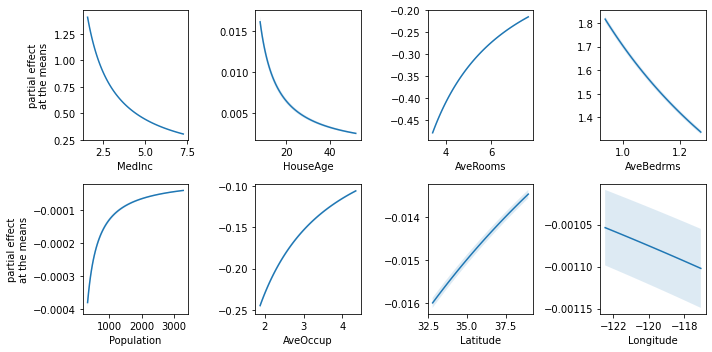 partial effect
at the means
1.25
1.00
0.75
0.50
0.25
2.5 5.0 7.5
MedInc
0.015
0.010
0.005
20 40
HouseAge
−0.20
−0.25
−0.30
−0.35
−0.40
−0.45
4 6
AveRooms
1.8
1.7
1.6
1.5
1.4
1.0 1.2
AveBedrms
partial effect
at the means
−0.0001
−0.0002
−0.0003
−0.0004
1000 2000 3000
Population
−0.10
−0.15
−0.20
−0.25
2 3 4
AveOccup
−0.014
−0.015
−0.016
32.5 35.0 37.5
Latitude
−0.00105
−0.00110
−0.00115
−122 −120 −118
Longitude